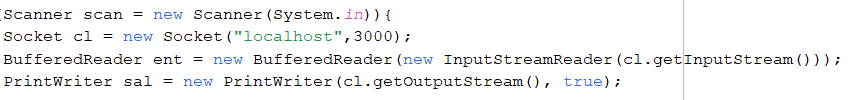 (Scanner scan = new Scanner(System.in)){
Socket cl = new Socket("localhost",3000);
BufferedReader ent = new BufferedReader(new InputStreamReader(cl.getInputStream()));
PrintWriter sal = new PrintWriter(cl.getOutputStream(), true);